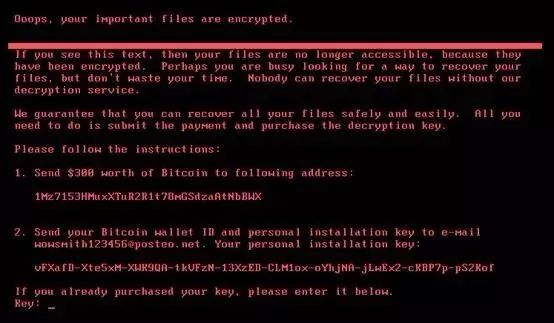 Ooops, your important files are encrypted.
If you see this text, then your files are no longer accessible, because they
have been encrypted. Perhaps you are busy looking for a way to recover your
files, but don't waste your time. Nobody can recover your files without our
decryption service.
We guarantee that you can recover all your files safely and easily. All you
need to do is submit the payment and purchase the decryption key.
Please follow the instructions:
1. Send $300 worth of Bitcoin to following address:
1Mz7153HMuxXTuR2R1t78mGSdzaAtNbBWX
2. Send your Bitcoin wallet ID and personal installation key to e-mail
wowsmith123456@posteo.net. Your personal installation key:
vFXafD-Xte5xM-XWK9QA-tkVFzN-13XzED-CLM1ox-oYhjNA-jLwEx2-cKBP7p-pS2Kof
If you already purchased your key, please enter it below.
Key: _